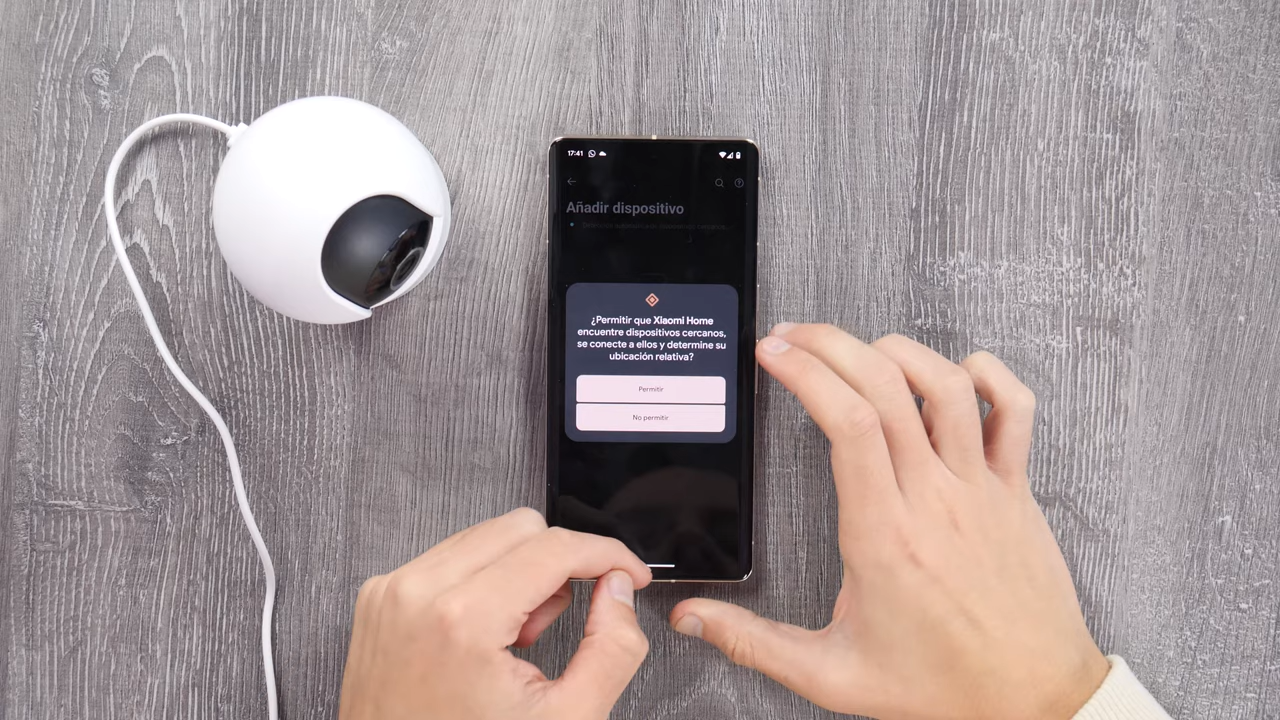 17:41
Añadir dispositivo
¿Permitir que Xiaomi Home
encuentre dispositivos cercanos,
se conecte a ellos y determine su
ubicación relativa?
Permitir
No permitir